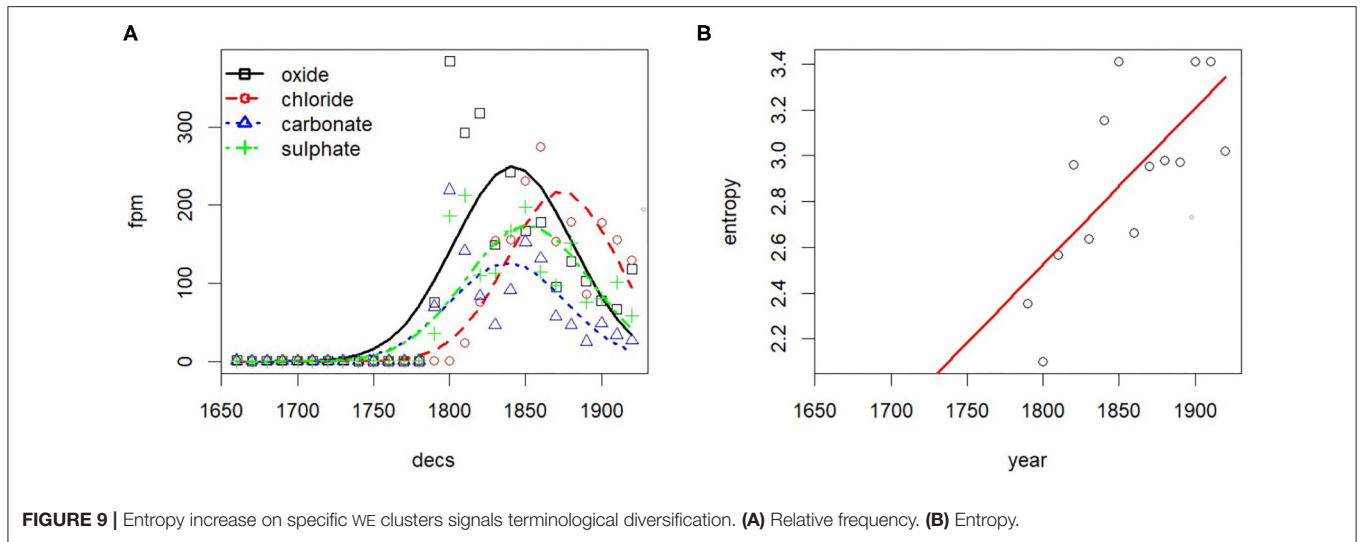 A
B
oxide
chloride
carbonate
sulphate
fpm
0
100
200
300
1650 1700 1750 1800 1850 1900
decs
entropy
2.2 2.4 2.6 2.8 3.0 3.2 3.4
1650 1700 1750 1800 1850 1900
year
FIGURE 9 | Entropy increase on specific WE clusters signals terminological diversification. (A) Relative frequency. (B) Entropy.